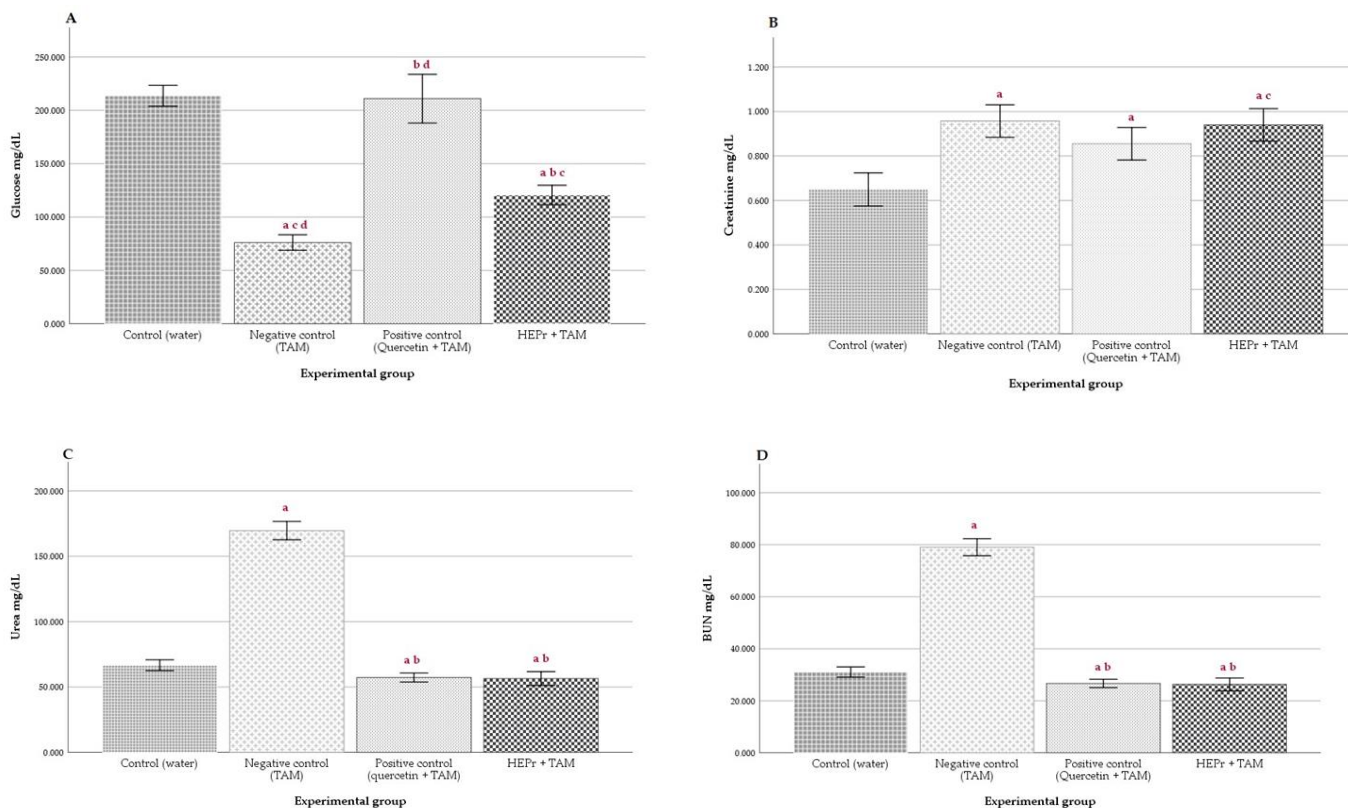 A
Glucose mg/dL
250.000
200.000
150.000
100.000
50.000
0.000
b d
a b c
a c d
Control (water)
Negative control
(TAM)
Positive control
(Quercetin + TAM)
HEPr + TAM
Experimental group
B
Creatinine mg/dL
1.200
1.000
0.800
0.600
0.400
0.200
0.000
a
a
a c
Control (water)
Negative control (TAM)
Positive control
(Quercetin + TAM)
HEPr + TAM
Experimental group
C
Urea mg/dL
200.000
150.000
100.000
50.000
0.000
a
a b
a b
Control (water)
Negative control
(TAM)
Positive control
(quercetin + TAM)
HEPr + TAM
Experimental group
D
BUN mg/dL
100.000
80.000
60.000
40.000
20.000
0.000
a
a b
a b
Control (water)
Negative control
(TAM)
Positive control
(Quercetin + TAM)
HEPr + TAM
Experimental group